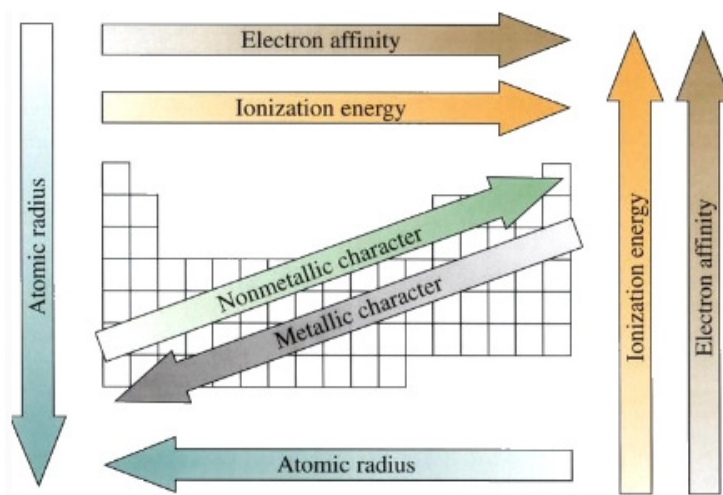 Electron affinity
Ionization energy
Atomic radius
Nonmetallic character
Metallic character
Ionization energy
Electron affinity
Atomic radius